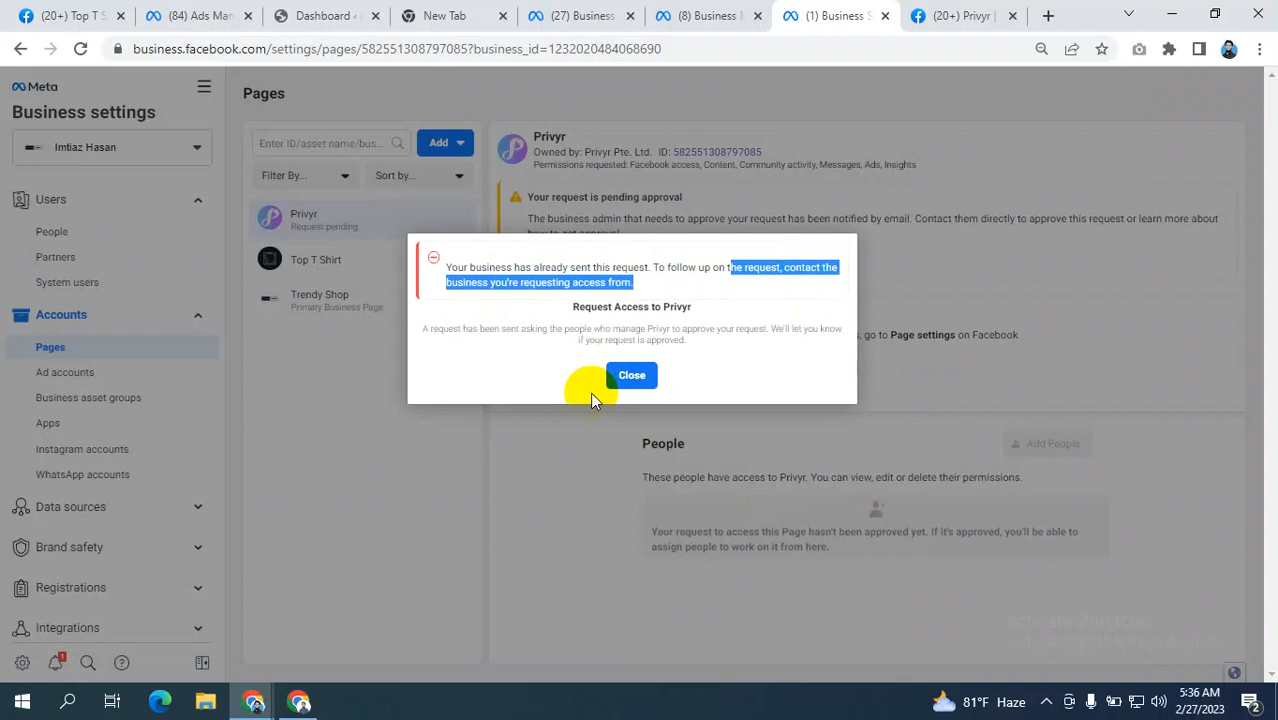 (20+) Top T S
(84) Ads Man
Dashboard ‹
New Tab
(27) Business
(8) Business M
(1) Business S
(20+) Privyr |
business.facebook.com/settings/pages/582551308797085?business_id=1232020484068690
Meta
Business settings
Imtiaz Hasan
Users
People
Partners
System users
Accounts
Pages
Ad accounts
Business asset groups
Apps
Instagram accounts
WhatsApp accounts
Data sources
Brand safety
Registrations
Integrations
1
Pages
Enter ID/asset name/bus...
Add
Filter By...
Sort by...
Privyr
Request pending
Top T Shirt
Trendy Shop
Primary Business Page
Privyr
Owned by: Privyr Pte. Ltd. ID: 582551308797085
Permissions requested: Facebook access, Content, Community activity, Messages, Ads, Insights
Your request is pending approval
The business admin that needs to approve your request has been notified by email. Contact them directly to approve this request or learn more about
Your business has already sent this request. To follow up on the request, contact the
business you're requesting access from.
Request Access to Privyr
A request has been sent asking the people who manage Privyr to approve your request. We'll let you know
if your request is approved.
Close
, go to Page settings on Facebook.
People
Add People
These people have access to Privyr. You can view, edit or delete their permissions.
Your request to access this Page hasn't been approved yet. If it's approved, you'll be able to
assign people to work on it from here.
81°F Haze
5:36 AM
2/27/2023
2